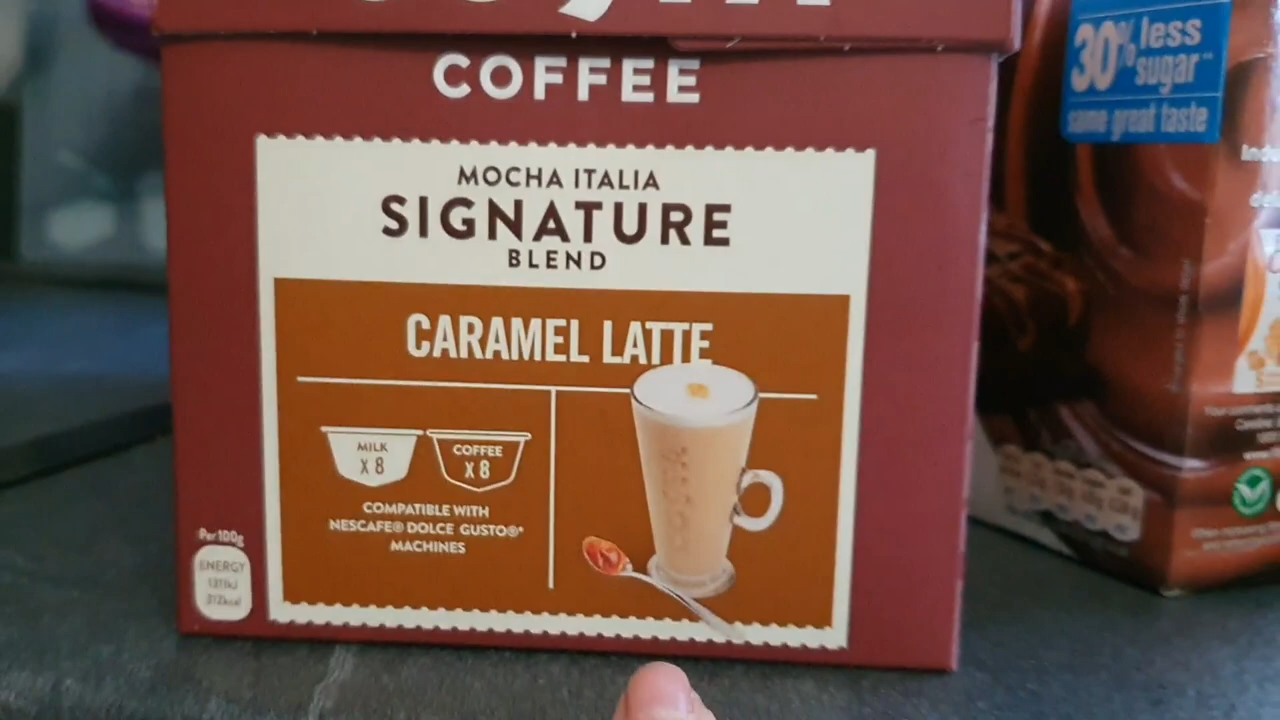 COFFEE
MOCHA ITALIA
SIGNATURE
BLEND
CARAMEL LATTE
MILK
X 8
COFFEE
X 8
COMPATIBLE WITH
NESCAFE® DOLCE GUSTO®*
MACHINES
Per 100g
ENERGY
30% less
sugar**
same great taste